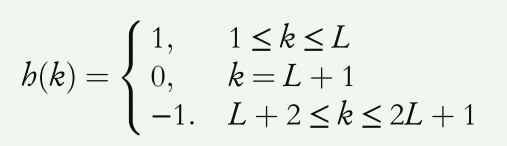 1, 1 ≤ k ≤ L
h(k) = { 0, k = L + 1
−1. L + 2 ≤ k ≤ 2L + 1